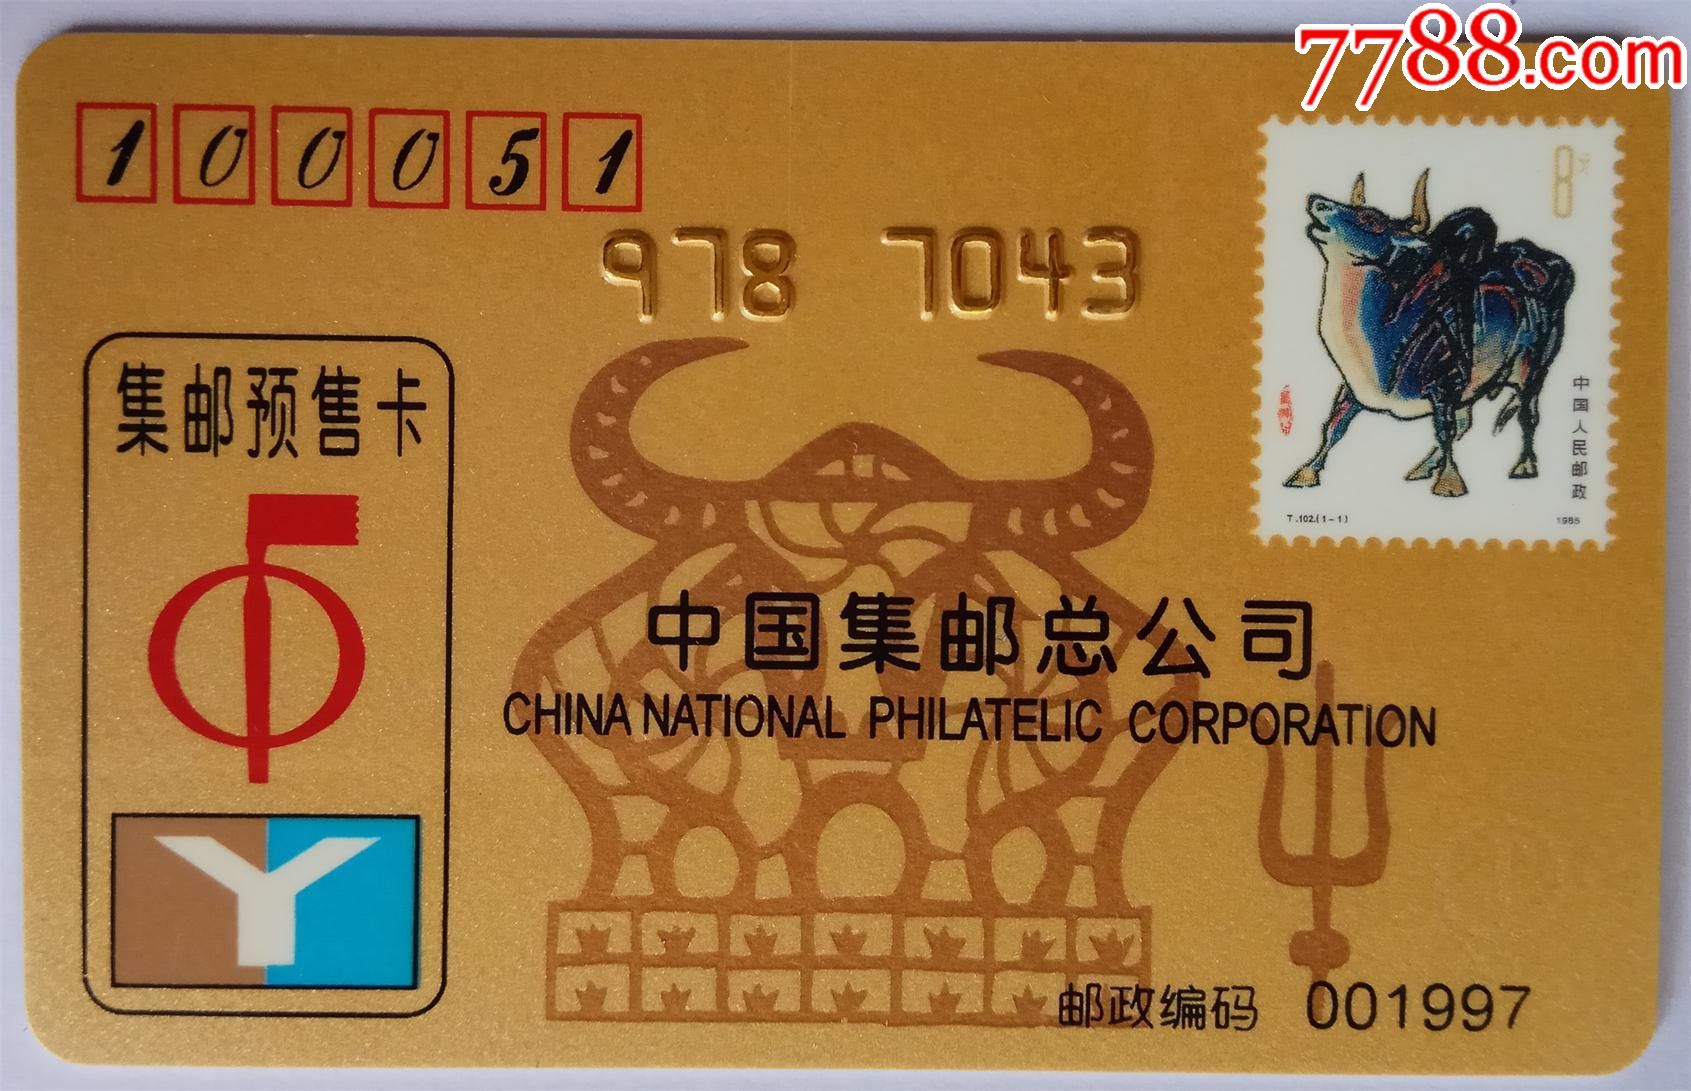 7788.com
100051
978 7043
8分
集邮预售卡
中国人民邮政
T.102.(1-1)
1985
中国集邮总公司
CHINA NATIONAL PHILATELIC CORPORATION
Y
邮政编码 001997